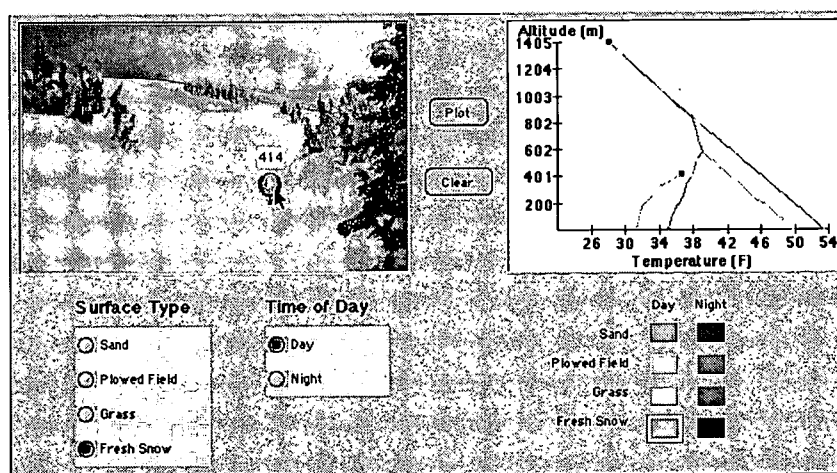 414
Plot
Clear
Altitude (m)
1405
1204
1003
802
602
401
200
26 31 34 38 42 46 50 54
Temperature (F)
Surface Type
Sand
Plowed Field
Grass
Fresh Snow
Time of Day
Day
Night
Day Night
Sand
Plowed Field
Grass
Fresh Snow